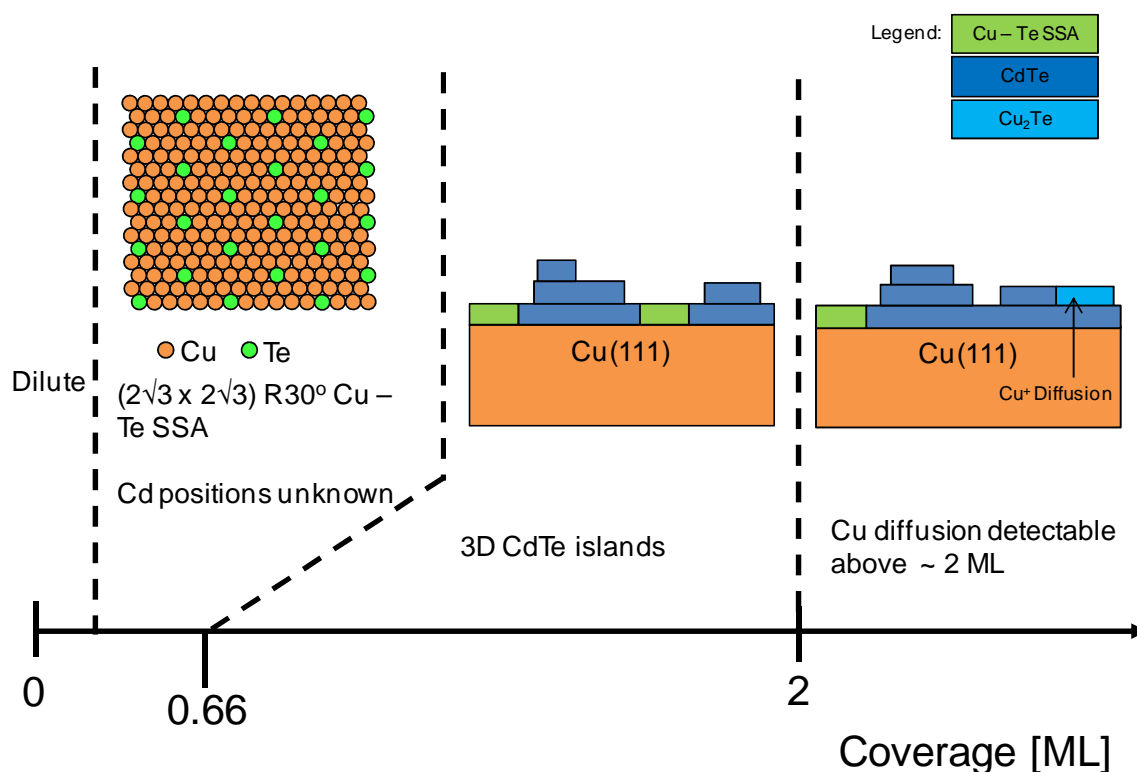 Legend:
Cu – Te SSA
CdTe
Cu₂Te
Cu Te
(2√3 x 2√3) R30º Cu –
Te SSA
Dilute
Cd positions unknown
Cu(111)
3D CdTe islands
Cu(111)
Cu⁺ Diffusion
Cu diffusion detectable
above ~ 2 ML
0
0.66
2
Coverage [ML]